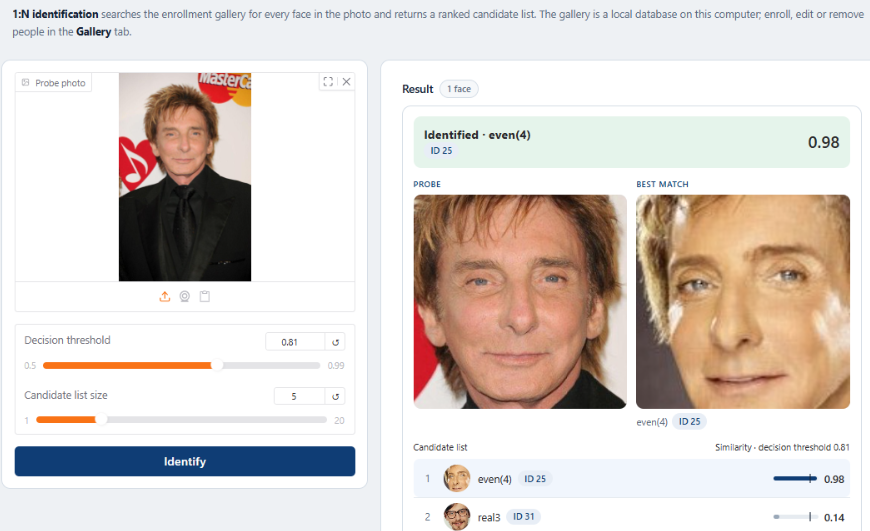 1:N identification searches the enrollment gallery for every face in the photo and returns a ranked candidate list. The gallery is a local database on this computer; enroll, edit or remove
people in the Gallery tab.
Probe photo
MasterCa
Decision threshold
0.81
0.5
0.99
Candidate list size
5
1
20
Identify
Result
1 face
Identified · even(4)
ID 25
0.98
PROBE
BEST MATCH
even(4)
ID 25
Candidate list
Similarity · decision threshold 0.81
1
even(4)
ID 25
0.98
2
real3
ID 31
0.14